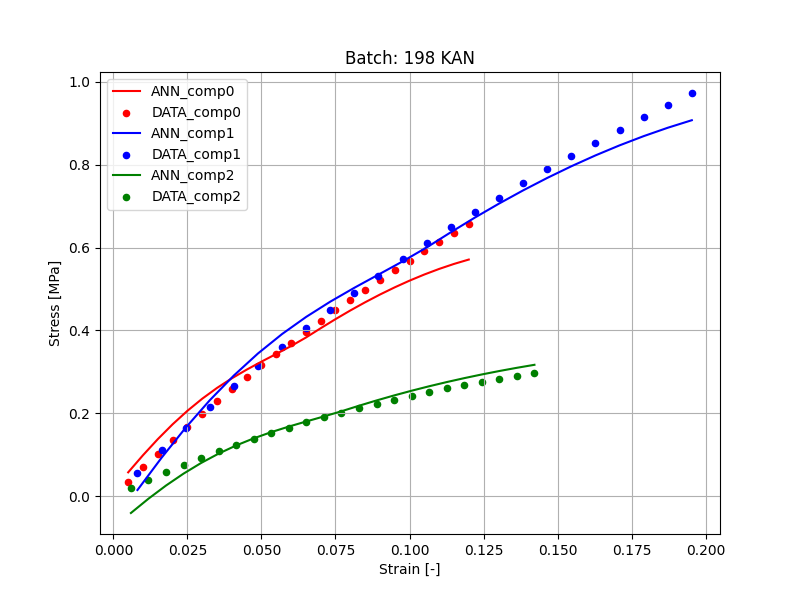 Batch: 198 KAN
ANN_comp0
DATA_comp0
ANN_comp1
DATA_comp1
ANN_comp2
DATA_comp2
1.0
0.8
0.6
0.4
0.2
0.0
Stress [MPa]
0.000 0.025 0.050 0.075 0.100 0.125 0.150 0.175 0.200
Strain [-]